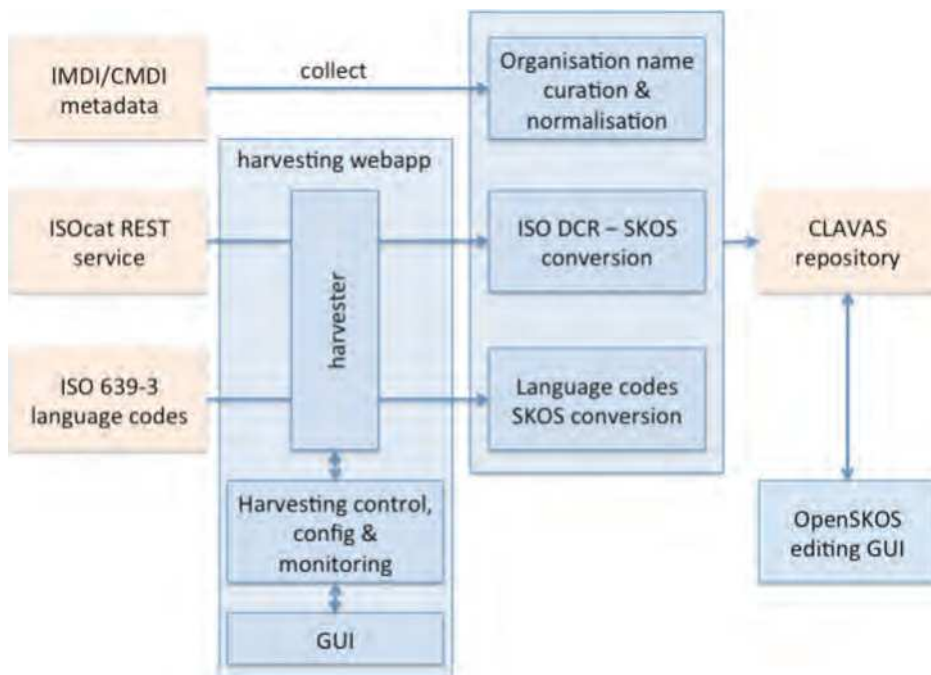 IMDI/CMDI
metadata
collect
Organisation name
curation &
normalisation
harvesting webapp
ISOcat REST
service
harvester
ISO DCR – SKOS
conversion
CLAVAS
repository
ISO 639-3
language codes
Language codes
SKOS conversion
Harvesting control,
config &
monitoring
OpenSKOS
editing GUI
GUI